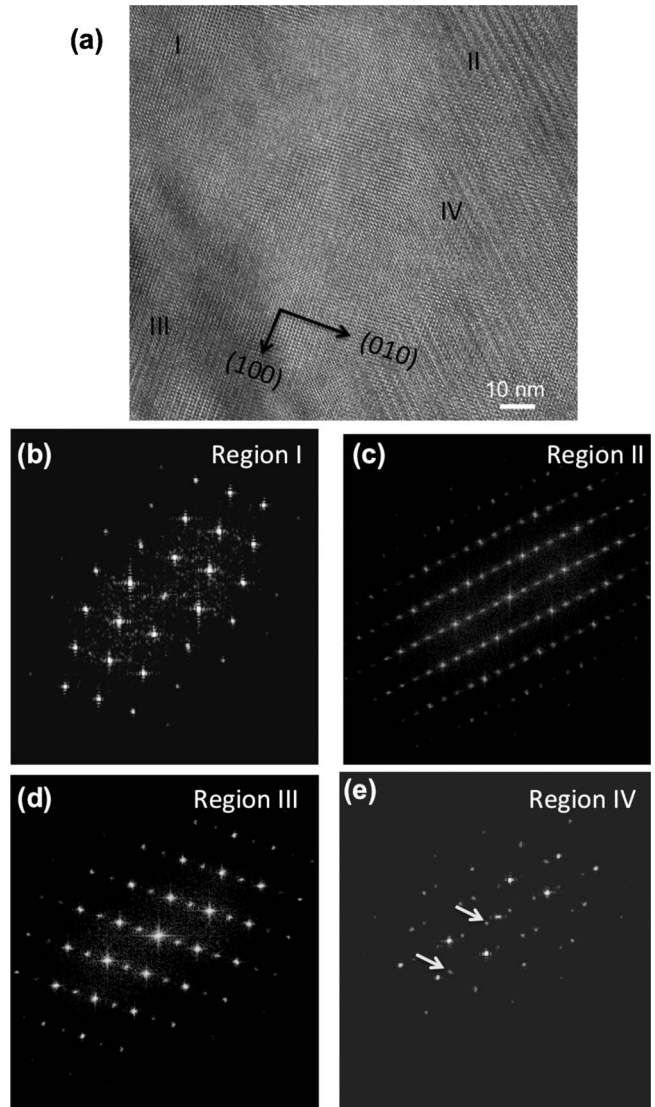 (a)
I
II
IV
III
(100)
(010)
10 nm
(b)
Region I
(c)
Region II
(d)
Region III
(e)
Region IV